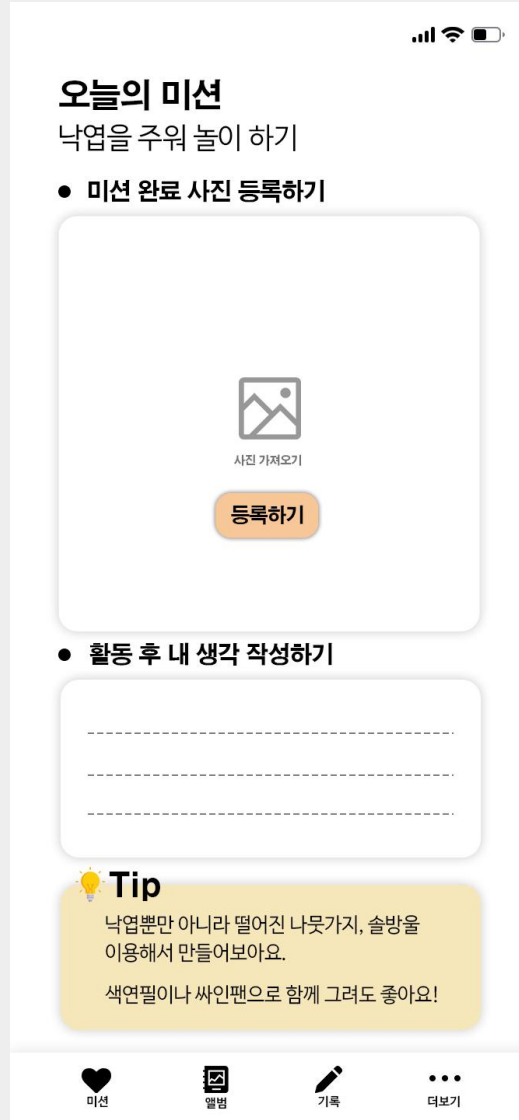 오늘의 미션
낙엽을 주워 놀이 하기
● 미션 완료 사진 등록하기
사진 가져오기
등록하기
● 활동 후 내 생각 작성하기
Tip
낙엽뿐만 아니라 떨어진 나뭇가지, 솔방울
이용해서 만들어보아요.
색연필이나 싸인팬으로 함께 그려도 좋아요!
미션 앨범 기록 더보기